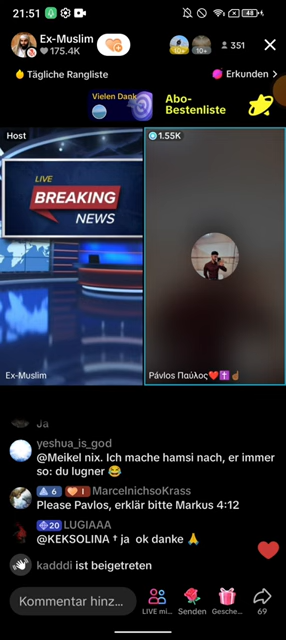 21:51
48
Ex-Muslim
175.4K
10+
10+
351
Tägliche Rangliste
Erkunden >
Vielen Dank
Abo-
Bestenliste
Host
1.55K
LIVE
BREAKING
NEWS
Ex-Muslim
Pávlos Παύλος❤️✝️☝🏾
Ja
yeshua_is_god
@Meikel nix. Ich mache hamsi nach, er immer
so: du lugner 😂
6 I MarcelnichsoKrass
Please Pavlos, erklär bitte Markus 4:12
20 LUGIAAA
@KEKSOLINA † ja ok danke 🙏
kadddi ist beigetreten
Kommentar hinz...
LIVE mi...
Senden
Gesche...
69